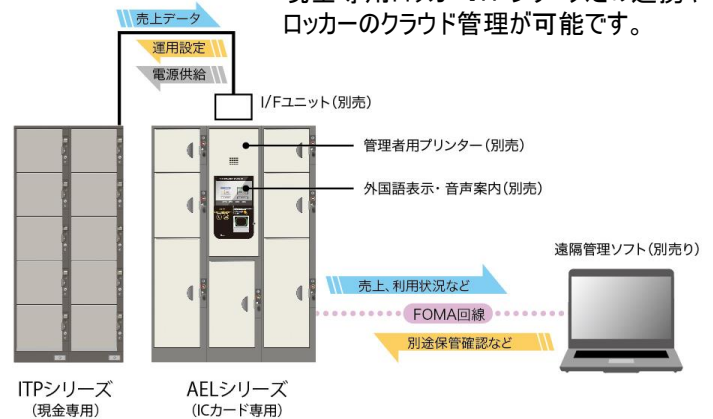 ロッカーのクラウド管理が可能です。
売上データ
運用設定
電源供給
I/Fユニット(別売)
管理者用プリンター(別売)
外国語表示・音声案内(別売)
遠隔管理ソフト(別売り)
売上、利用状況など
FOMA回線
別途保管確認など
ITPシリーズ
(現金専用)
AELシリーズ
(ICカード専用)